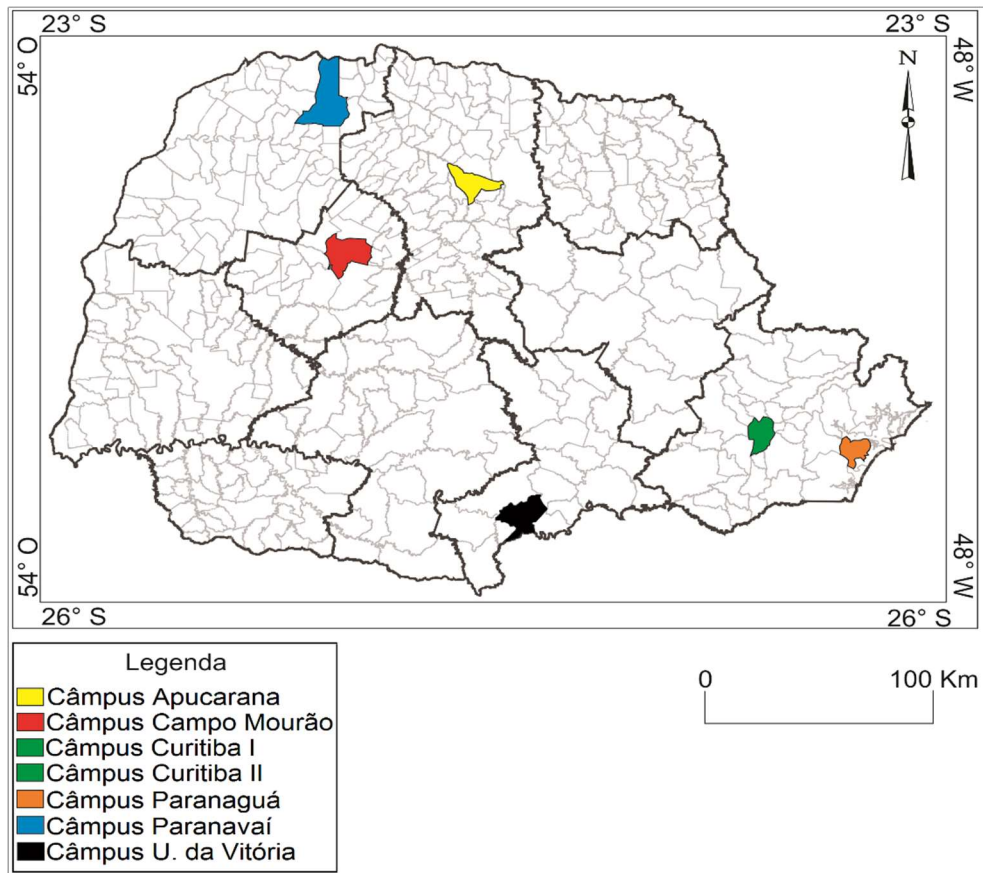 23° S
23° S
54° O
48° W
N
54° O
48° W
26° S
26° S
Legenda
Câmpus Apucarana
Câmpus Campo Mourão
Câmpus Curitiba I
Câmpus Curitiba II
Câmpus Paranaguá
Câmpus Paranavaí
Câmpus U. da Vitória
0 100 Km